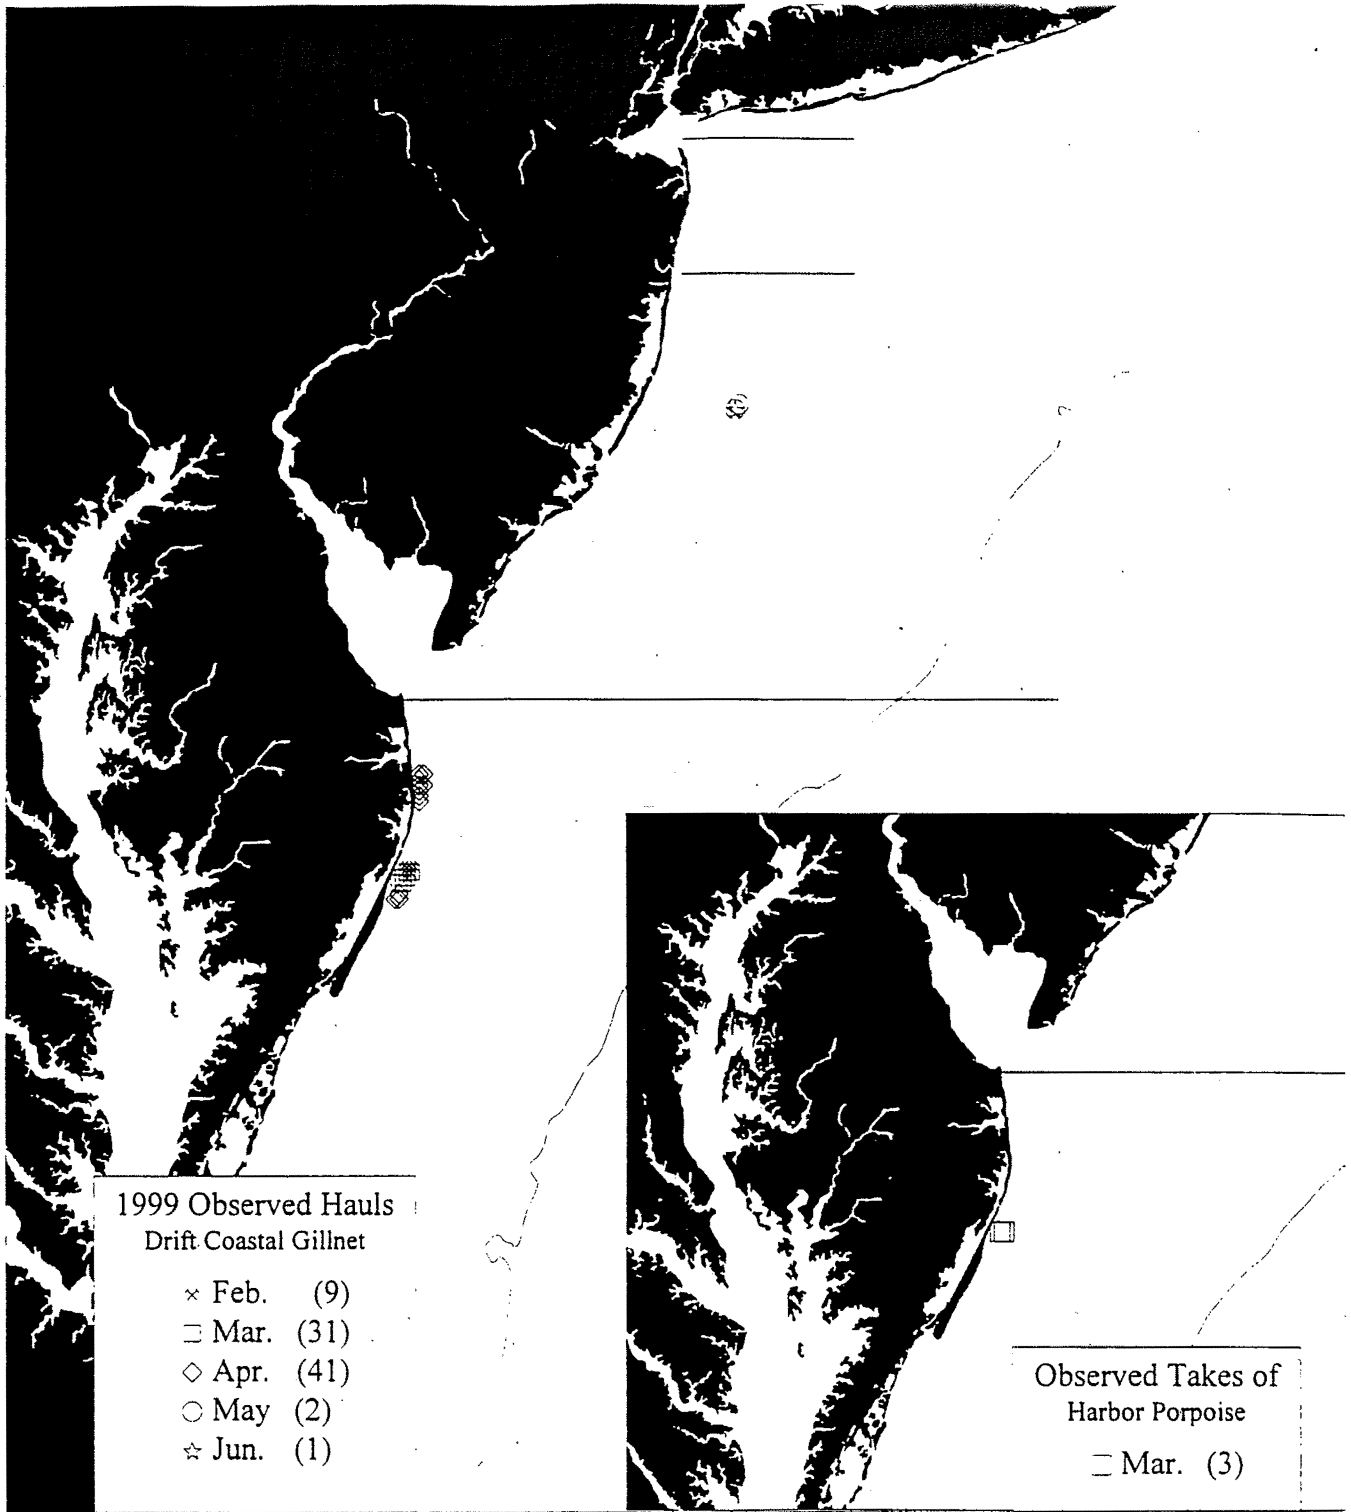 1999 Observed Hauls
Drift Coastal Gillnet
Feb. (9)
Mar. (31)
Apr. (41)
May (2)
Jun. (1)
Observed Takes of
Harbor Porpoise
Mar. (3)